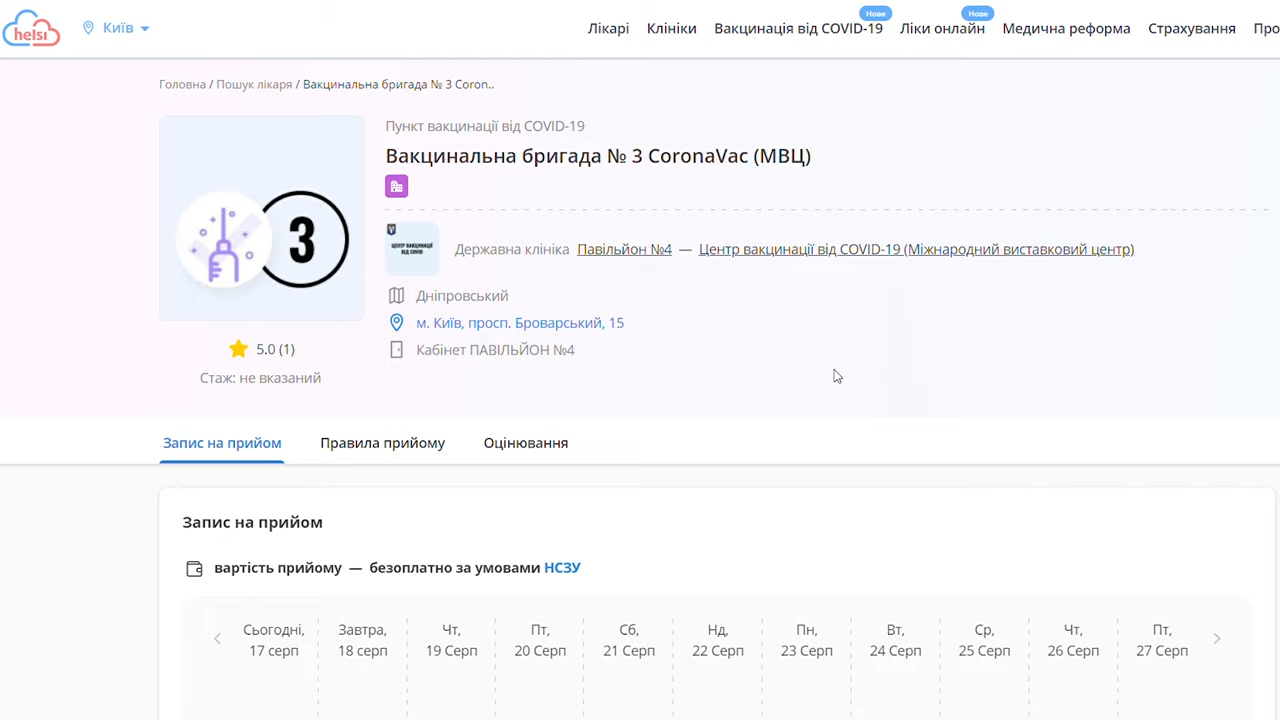 helsi
Київ
Нове
Нове
Лікарі
Клініки
Вакцинація від COVID-19
Ліки онлайн
Медична реформа
Страхування
Про
Головна / Пошук лікаря / Вакцинальна бригада № 3 Coron..
Пункт вакцинації від COVID-19
Вакцинальна бригада № 3 CoronaVac (МВЦ)
3
ЦЕНТР ВАКЦИНАЦІЇ
ВІД COVID
Державна клініка Павільйон №4 — Центр вакцинації від COVID-19 (Міжнародний виставковий центр)
Дніпровський
м. Київ, просп. Броварський, 15
Кабінет ПАВІЛЬЙОН №4
5.0 (1)
Стаж: не вказаний
Запис на прийом
Правила прийому
Оцінювання
Запис на прийом
вартість прийому — безоплатно за умовами НСЗУ
Сьогодні,
17 серп
Завтра,
18 серп
Чт,
19 Серп
Пт,
20 Серп
Сб,
21 Серп
Нд,
22 Серп
Пн,
23 Серп
Вт,
24 Серп
Ср,
25 Серп
Чт,
26 Серп
Пт,
27 Серп